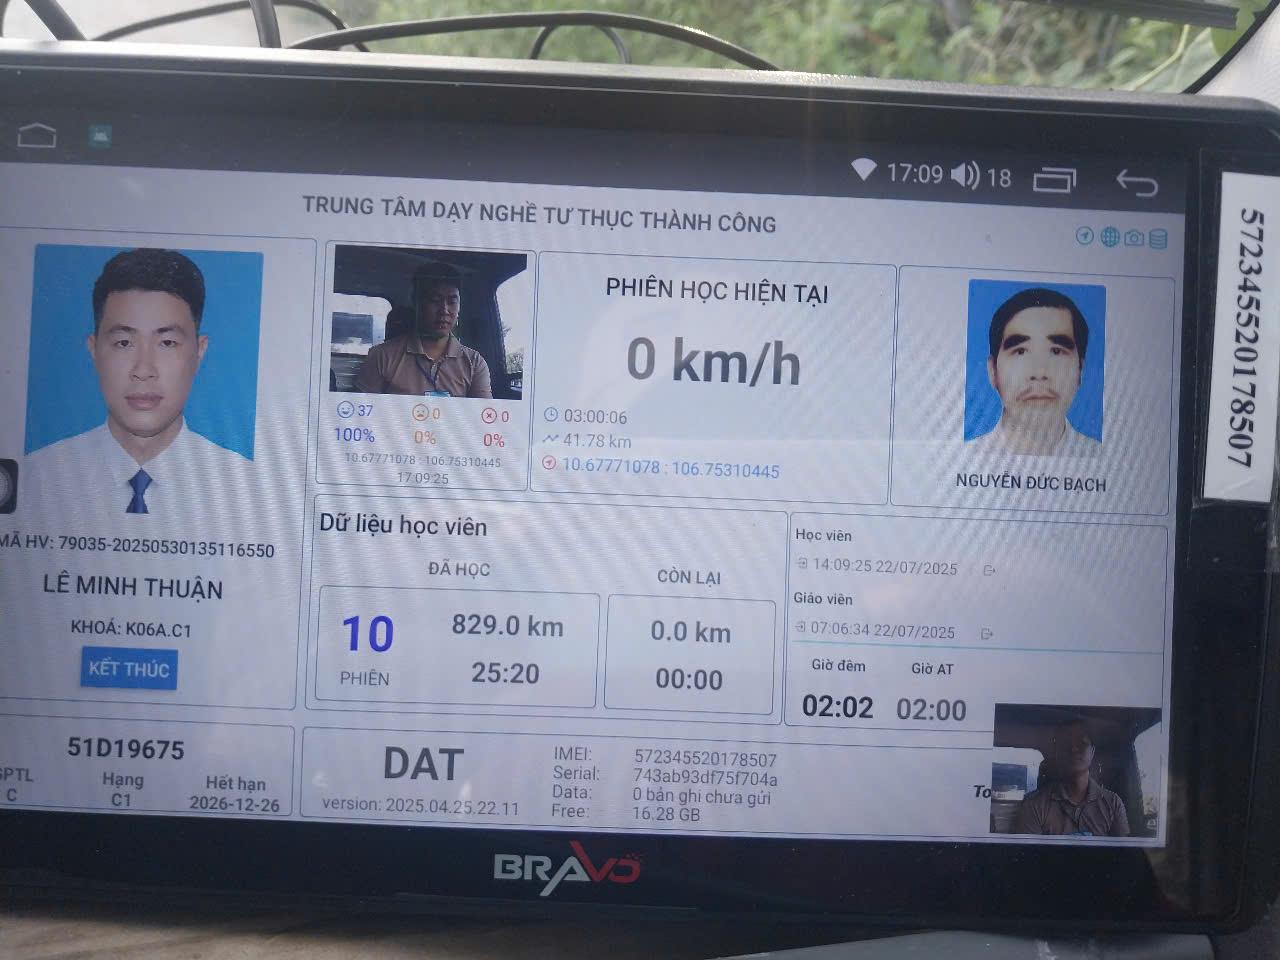 17:09 18
TRUNG TÂM DẠY NGHỀ TƯ THỤC THÀNH CÔNG
MÃ HV: 79035-20250530135116550
LÊ MINH THUẬN
KHOÁ: K06A.C1
KẾT THÚC
37 0 0
100% 0% 0%
10.67771078 : 106.75310445
17:09:25
PHIÊN HỌC HIỆN TẠI
0 km/h
03:00:06
41.78 km
10.67771078 : 106.75310445
NGUYỄN ĐỨC BẠCH
Dữ liệu học viên
ĐÃ HỌC CÒN LẠI
10 829.0 km 0.0 km
PHIÊN 25:20 00:00
Học viên
14:09:25 22/07/2025
Giáo viên
07:06:34 22/07/2025
Giờ đêm Giờ AT
02:02 02:00
51D19675
GPTL Hạng Hết hạn
C C1 2026-12-26
DAT
version: 2025.04.25.22.11
IMEI: 572345520178507
Serial: 743ab93df75f704a
Data: 0 bản ghi chưa gửi
Free: 16.28 GB
To
BRAVO
572345520178507